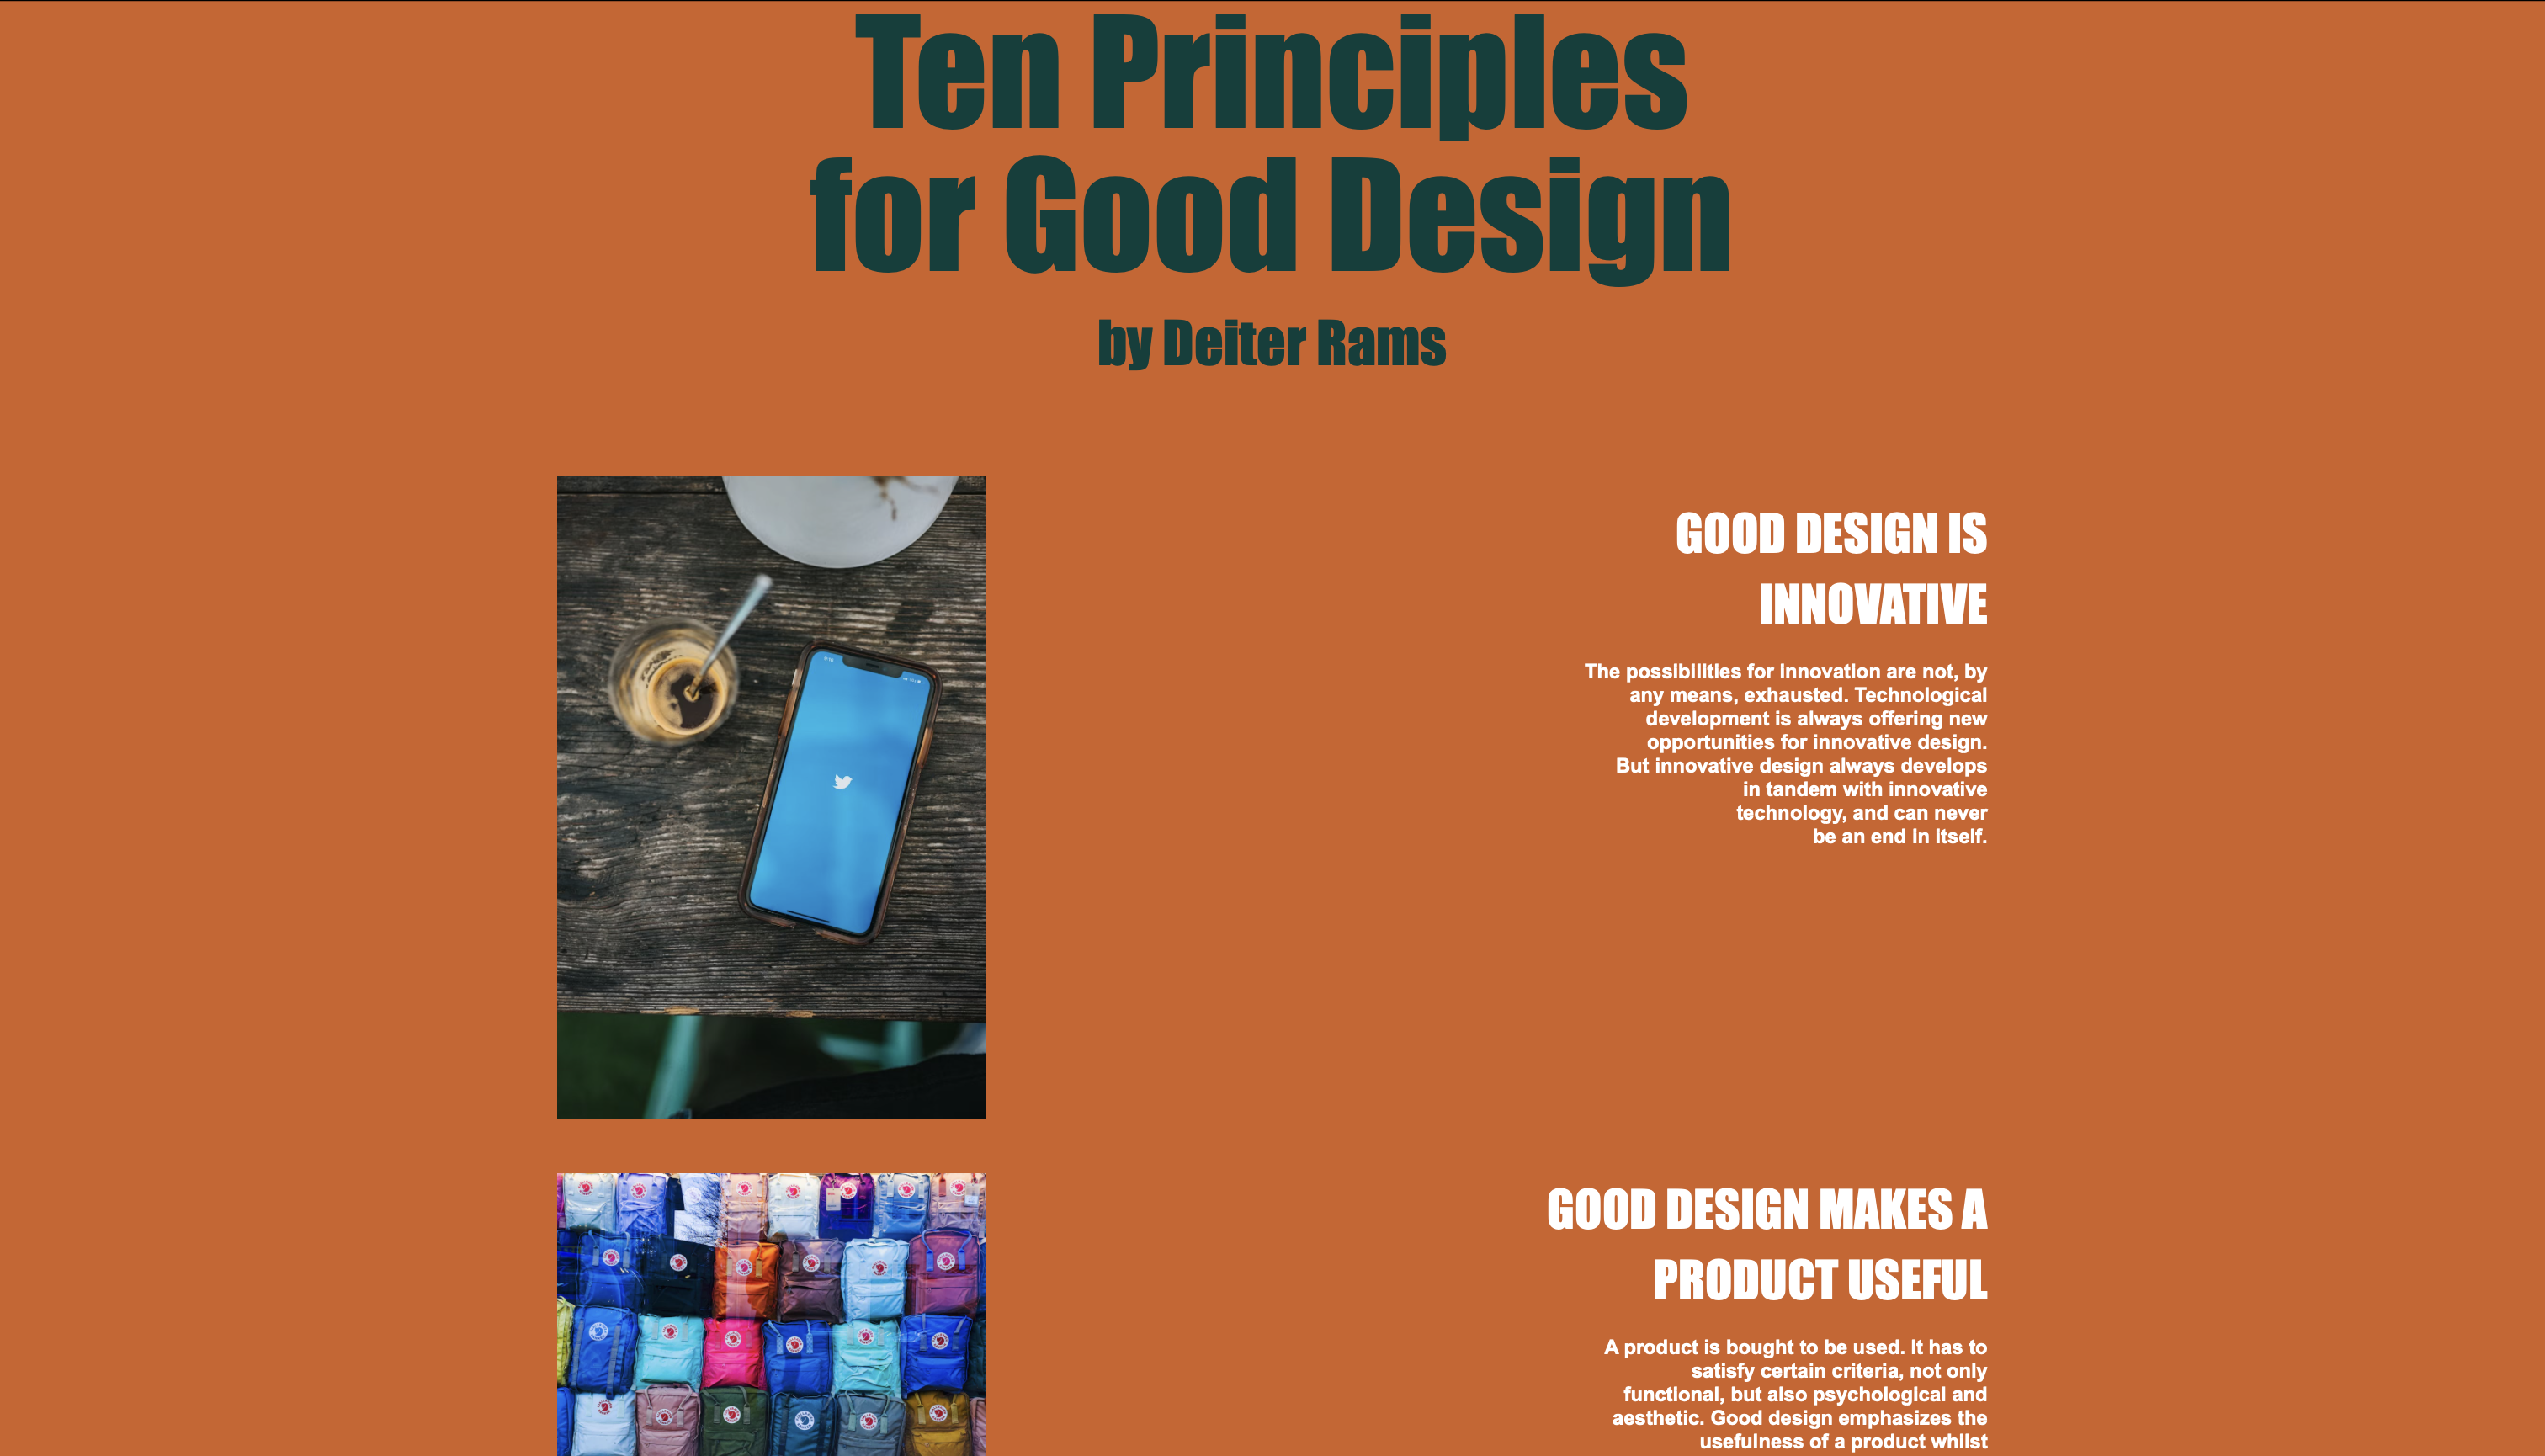 Ten Principles
for Good Design
by Deiter Rams
GOOD DESIGN IS
INNOVATIVE
The possibilities for innovation are not, by
any means, exhausted. Technological
development is always offering new
opportunities for innovative design.
But innovative design always develops
in tandem with innovative
technology, and can never
be an end in itself.
GOOD DESIGN MAKES A
PRODUCT USEFUL
A product is bought to be used. It has to
satisfy certain criteria, not only
functional, but also psychological and
aesthetic. Good design emphasizes the
usefulness of a product whilst